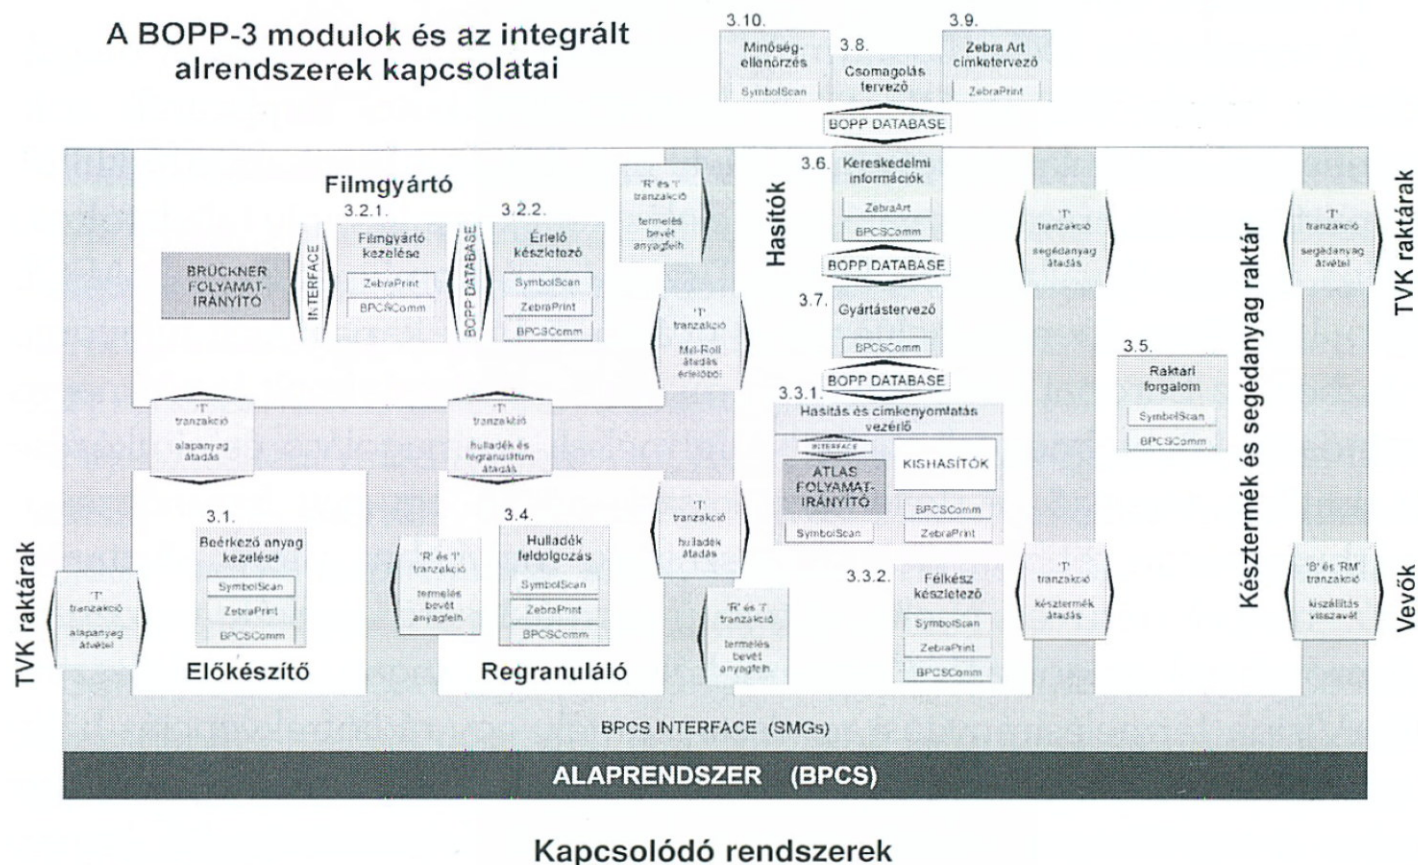 A BOPP-3 modulok és az integrált
alrendszerek kapcsolatai
3.10.
Minőség-
ellenőrzés
SymbolScan
3.8.
Csomagolás
tervező
3.9.
Zebra Art
címketervező
ZebraPrint
BOPP DATABASE
Filmgyártó
BRÜCKNER
FOLYAMAT-
IRÁNYÍTÓ
INTERFACE
3.2.1.
Filmgyártó
kezelése
ZebraPrint
BPCSComm
BOPP DATABASE
3.2.2.
Érlelő
készletező
SymbolScan
ZebraPrint
BPCSComm
'R' és 'I'
tranzakció
termelés
bevét
anyagfelh.
'T'
tranzakció
Mill-Roll
átadás
érlelőből
Hasítók
3.6.
Kereskedelmi
információk
ZebraArt
BPCSComm
BOPP DATABASE
3.7.
Gyártástervező
BPCSComm
BOPP DATABASE
3.3.1.
Hasítás és címkenyomtatás
vezérlő
INTERFACE
ATLAS
FOLYAMAT-
IRÁNYÍTÓ
SymbolScan
KISHASÍTÓK
BPCSComm
ZebraPrint
3.3.2.
Félkész
készletező
SymbolScan
ZebraPrint
BPCSComm
'T'
tranzakció
segédanyag
átadás
'T'
tranzakció
késztermék
átadás
3.5.
Raktári
forgalom
SymbolScan
BPCSComm
Késztermék és segédanyag raktár
'T'
tranzakció
segédanyag
átvétel
TVK raktárak
'B' és 'RM'
tranzakció
kiszállítás
visszavét
Vevők
'T'
tranzakció
alapanyag
átadás
'T'
tranzakció
hulladék és
regranulátum
átadás
TVK raktárak
'T'
tranzakció
alapanyag
átvétel
3.1.
Beérkező anyag
kezelése
SymbolScan
ZebraPrint
BPCSComm
Előkészítő
'R' és 'I'
tranzakció
termelés
bevét
anyagfelh.
3.4.
Hulladék
feldolgozás
SymbolScan
ZebraPrint
BPCSComm
Regranuláló
'T'
tranzakció
hulladék
átadás
'R' és 'I'
tranzakció
termelés
bevét
anyagfelh.
BPCS INTERFACE (SMGs)
ALAPRENDSZER (BPCS)
Kapcsolódó rendszerek